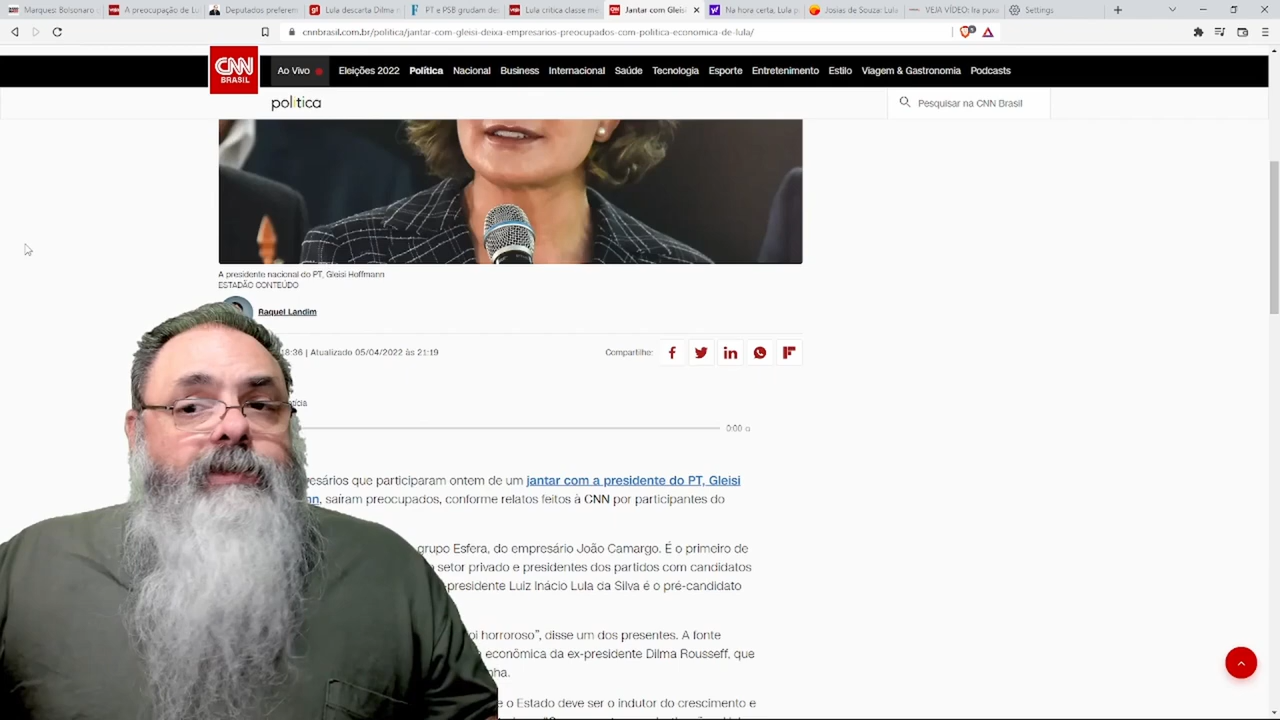 Marques: Bolsonaro
A preocupação de Lu
Deputados preferem
Lula descarta Dilma n
PT e PSB grudam de
Lula critica classe me
Jantar com Gleisi
Na hora certa, Lula p
Josias de Souza: Lula
VEJA VÍDEO: Ira puxa
Settings
cnnbrasil.com.br/politica/jantar-com-gleisi-deixa-empresarios-preocupados-com-politica-economica-de-lula/
CNN
BRASIL
Ao Vivo
Eleições 2022
Política
Nacional
Business
Internacional
Saúde
Tecnologia
Esporte
Entretenimento
Estilo
Viagem & Gastronomia
Podcasts
política
Pesquisar na CNN Brasil
A presidente nacional do PT, Gleisi Hoffmann
ESTADÃO CONTEÚDO
Raquel Landim
18:36 | Atualizado 05/04/2022 às 21:19
Compartilhe:
tícia
0:00
esários que participaram ontem de um jantar com a presidente do PT, Gleisi
nn, saíram preocupados, conforme relatos feitos à CNN por participantes do
grupo Esfera, do empresário João Camargo. É o primeiro de
setor privado e presidentes dos partidos com candidatos
-presidente Luiz Inácio Lula da Silva é o pré-candidato
oi horroroso", disse um dos presentes. A fonte
econômica da ex-presidente Dilma Rousseff, que
nha.
e o Estado deve ser o indutor do crescimento e